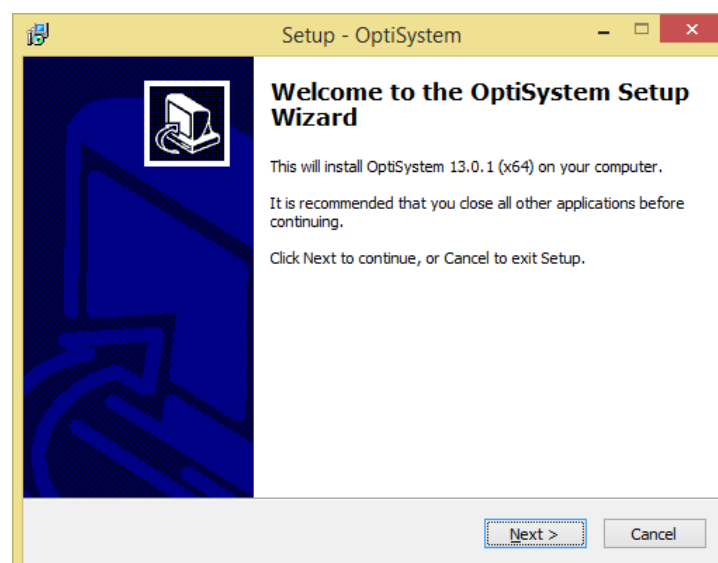 Setup - OptiSystem
Welcome to the OptiSystem Setup
Wizard
This will install OptiSystem 13.0.1 (x64) on your computer.
It is recommended that you close all other applications before
continuing.
Click Next to continue, or Cancel to exit Setup.
Next >
Cancel